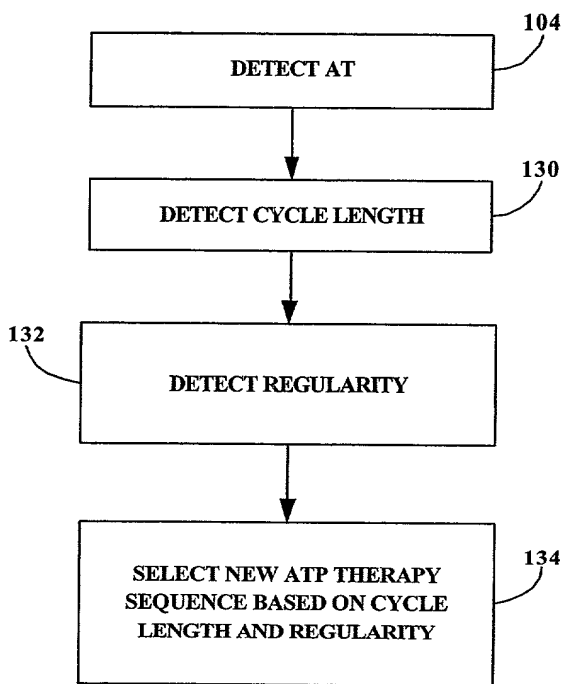 104
DETECT AT
130
DETECT CYCLE LENGTH
132
DETECT REGULARITY
134
SELECT NEW ATP THERAPY
SEQUENCE BASED ON CYCLE
LENGTH AND REGULARITY